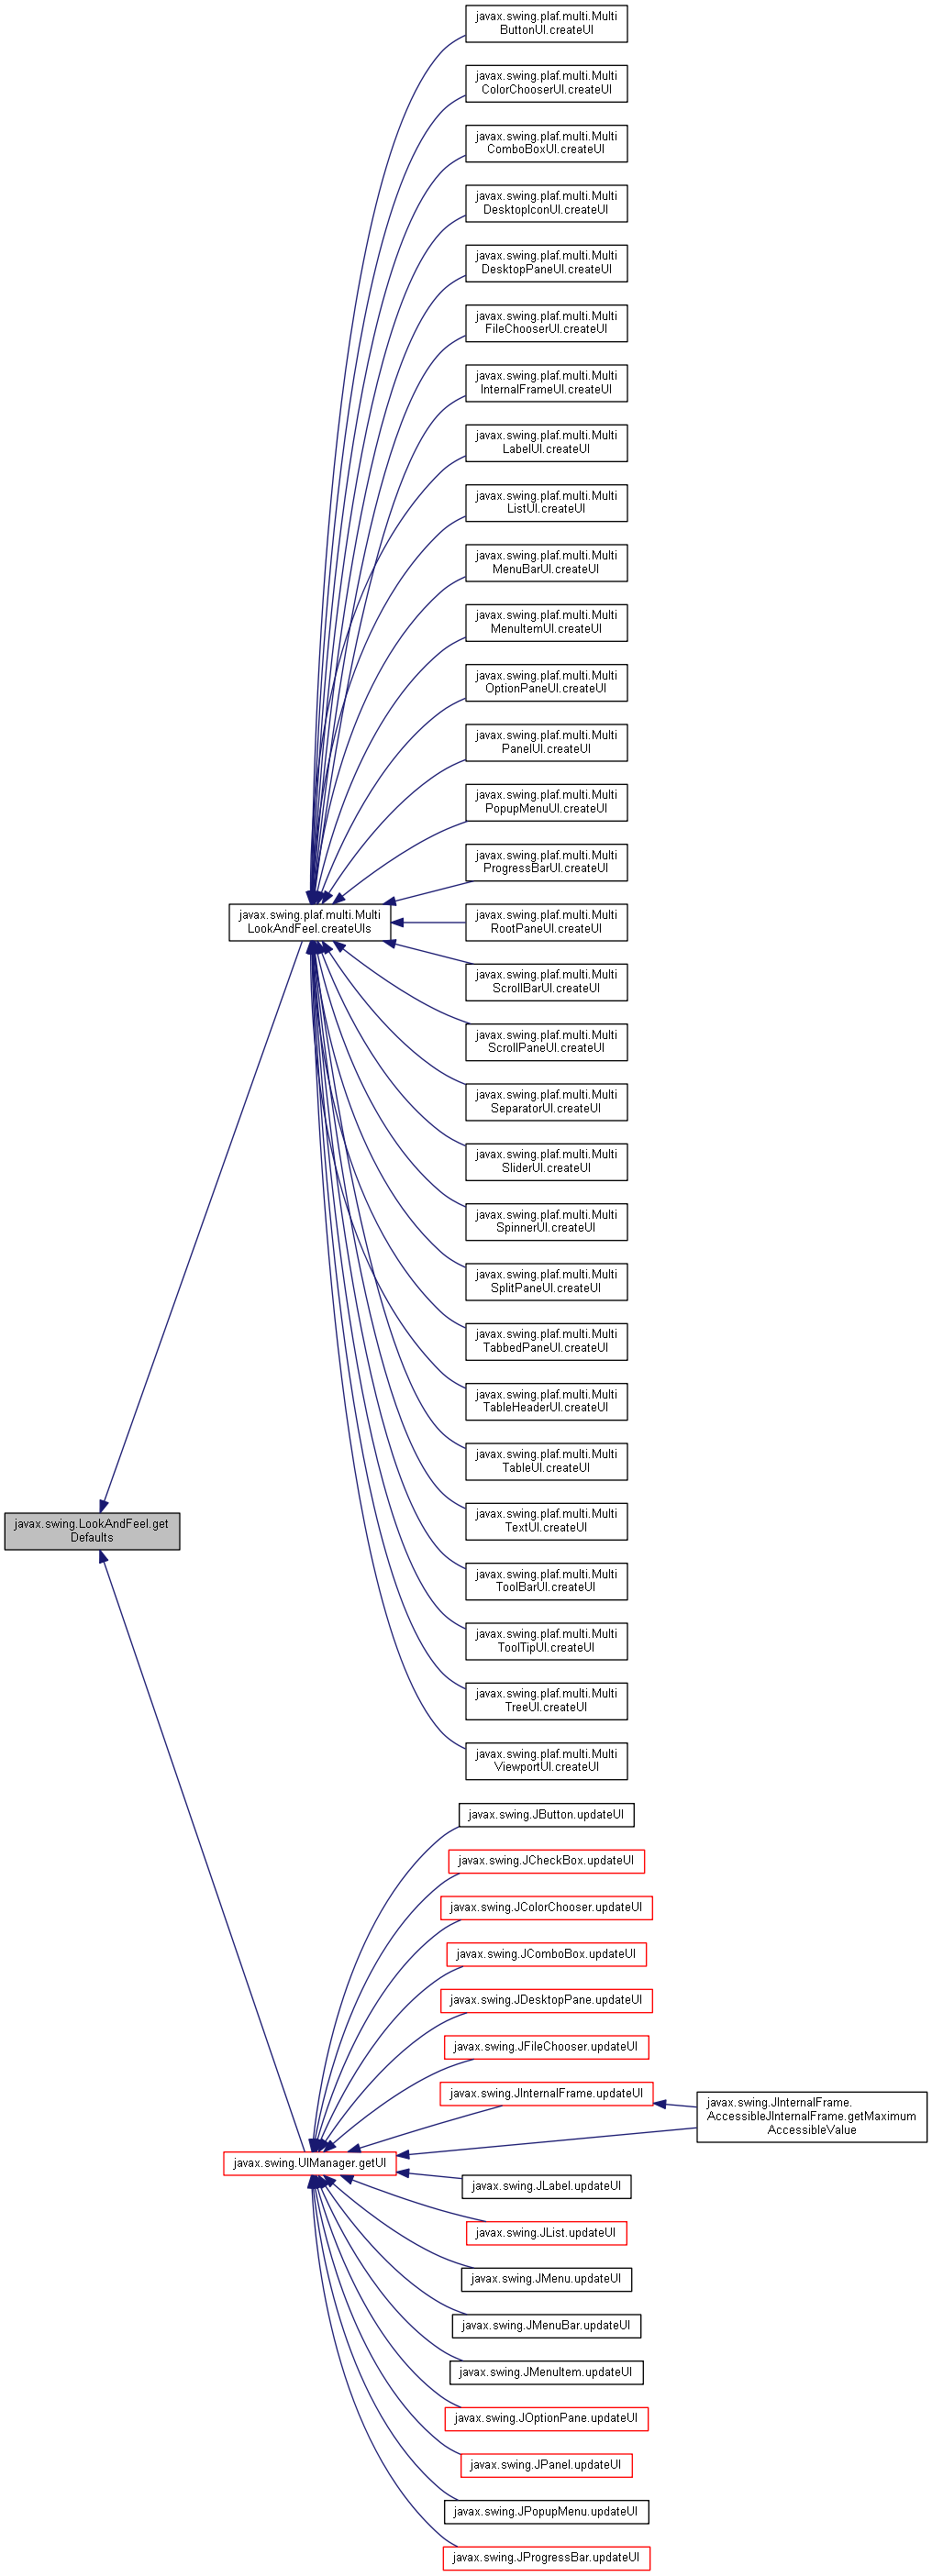 javax.swing.plaf.multi.Multi
ButtonUI.createUI
javax.swing.plaf.multi.Multi
ColorChooserUI.createUI
javax.swing.plaf.multi.Multi
ComboBoxUI.createUI
javax.swing.plaf.multi.Multi
DesktopIconUI.createUI
javax.swing.plaf.multi.Multi
DesktopPaneUI.createUI
javax.swing.plaf.multi.Multi
FileChooserUI.createUI
javax.swing.plaf.multi.Multi
InternalFrameUI.createUI
javax.swing.plaf.multi.Multi
LabelUI.createUI
javax.swing.plaf.multi.Multi
ListUI.createUI
javax.swing.plaf.multi.Multi
MenuBarUI.createUI
javax.swing.plaf.multi.Multi
MenuItemUI.createUI
javax.swing.plaf.multi.Multi
OptionPaneUI.createUI
javax.swing.plaf.multi.Multi
PanelUI.createUI
javax.swing.plaf.multi.Multi
PopupMenuUI.createUI
javax.swing.plaf.multi.Multi
ProgressBarUI.createUI
javax.swing.plaf.multi.Multi
LookAndFeel.createUIs
javax.swing.plaf.multi.Multi
RootPaneUI.createUI
javax.swing.plaf.multi.Multi
ScrollBarUI.createUI
javax.swing.plaf.multi.Multi
ScrollPaneUI.createUI
javax.swing.plaf.multi.Multi
SeparatorUI.createUI
javax.swing.plaf.multi.Multi
SliderUI.createUI
javax.swing.plaf.multi.Multi
SpinnerUI.createUI
javax.swing.plaf.multi.Multi
SplitPaneUI.createUI
javax.swing.plaf.multi.Multi
TabbedPaneUI.createUI
javax.swing.plaf.multi.Multi
TableHeaderUI.createUI
javax.swing.plaf.multi.Multi
TableUI.createUI
javax.swing.plaf.multi.Multi
TextUI.createUI
javax.swing.LookAndFeel.get
Defaults
javax.swing.plaf.multi.Multi
ToolBarUI.createUI
javax.swing.plaf.multi.Multi
ToolTipUI.createUI
javax.swing.plaf.multi.Multi
TreeUI.createUI
javax.swing.plaf.multi.Multi
ViewportUI.createUI
javax.swing.JButton.updateUI
javax.swing.JCheckBox.updateUI
javax.swing.JColorChooser.updateUI
javax.swing.JComboBox.updateUI
javax.swing.JDesktopPane.updateUI
javax.swing.JFileChooser.updateUI
javax.swing.JInternalFrame.updateUI
javax.swing.JInternalFrame.
AccessibleJInternalFrame.getMaximum
AccessibleValue
javax.swing.UIManager.getUI
javax.swing.JLabel.updateUI
javax.swing.JList.updateUI
javax.swing.JMenu.updateUI
javax.swing.JMenuBar.updateUI
javax.swing.JMenuItem.updateUI
javax.swing.JOptionPane.updateUI
javax.swing.JPanel.updateUI
javax.swing.JPopupMenu.updateUI
javax.swing.JProgressBar.updateUI